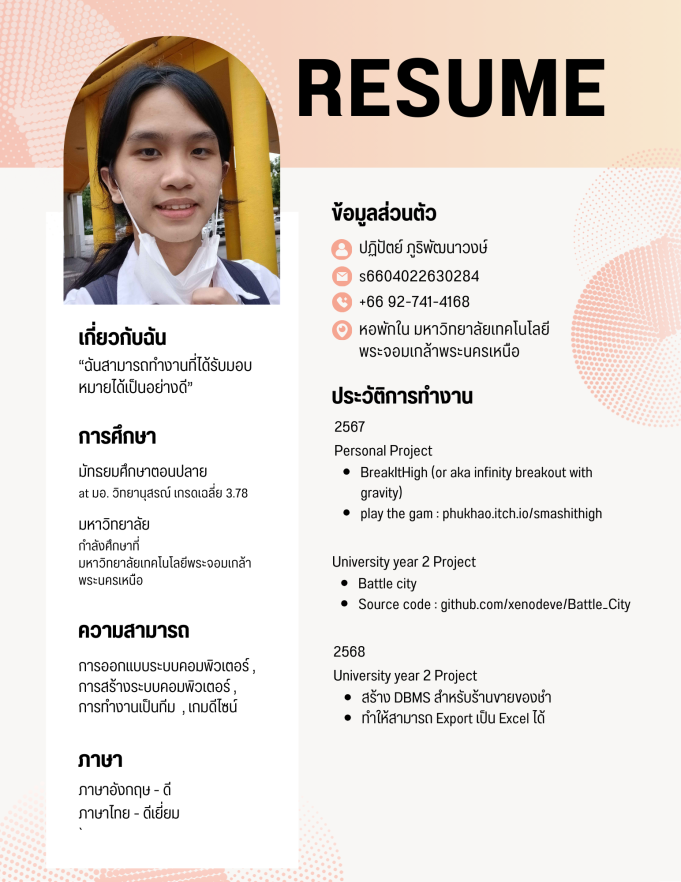 RESUME
เกี่ยวกับฉัน
“ฉันสามารถทำงานที่ได้รับมอบ
หมายได้เป็นอย่างดี”
การศึกษา
มัทรยมศึกษาตอนปลาย
at มอ. วิทยานุสรณ์ เกรดเฉลี่ย 3.78
มหาวิทยาลัย
กำลังศึกษาที่
มหาวิทยาลัยเทคโนโลยีพระจอมเกล้า
พระนครเหนือ
ความสามารถ
การออกแบบระบบคอมพิวเตอร์ ,
การสร้างระบบคอมพิวเตอร์ ,
การทำงานเป็นทีม , เกมดีไซน์
ภาษา
ภาษาอังกฤษ - ดี
ภาษาไทย - ดีเยี่ยม
ข้อมูลส่วนตัว
ปฏิปัตย์ ภูริพัฒนาวงษ์
s6604022630284
+66 92-741-4168
หอพักใน มหาวิทยาลัยเทคโนโลยี
พระจอมเกล้าพระนครเหนือ
ประวัติการทำงาน
2567
Personal Project
• BreakItHigh (or aka infinity breakout with
gravity)
• play the gam : phukhao.itch.io/smashithigh
University year 2 Project
• Battle city
• Source code : github.com/xenodeve/Battle_City
2568
University year 2 Project
• สร้าง DBMS สำหรับร้านขายของชำ
• ทำให้สามารถ Export เป็น Excel ได้